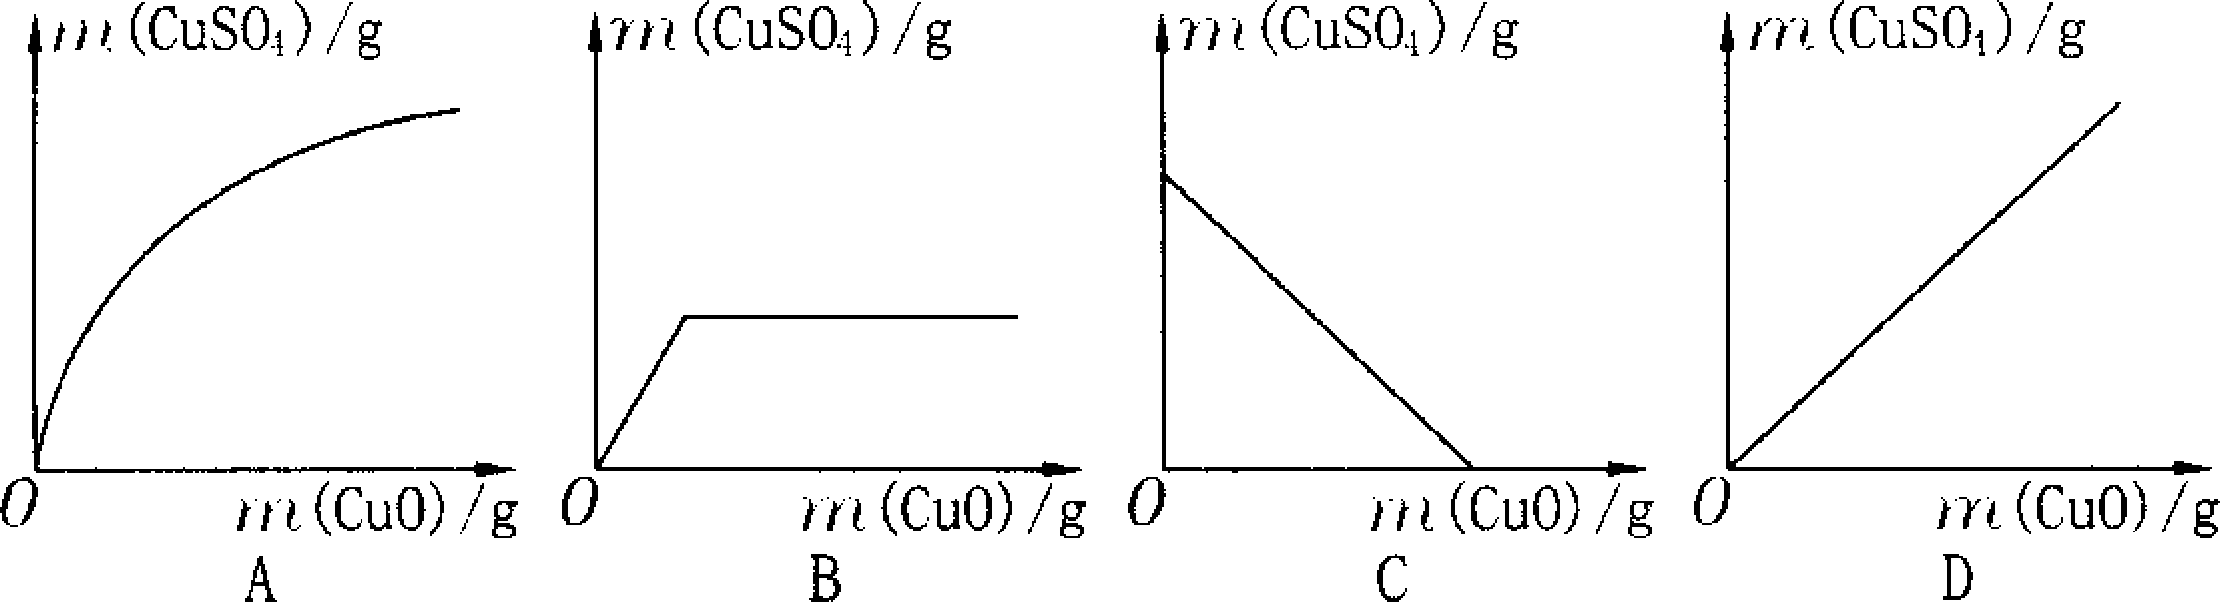 m(CuSO₄)/g m(CuSO₄)/g m(CuSO₄)/g m(CuSO₄)/g
O m(CuO)/g O m(CuO)/g O m(CuO)/g O m(CuO)/g
A B C D